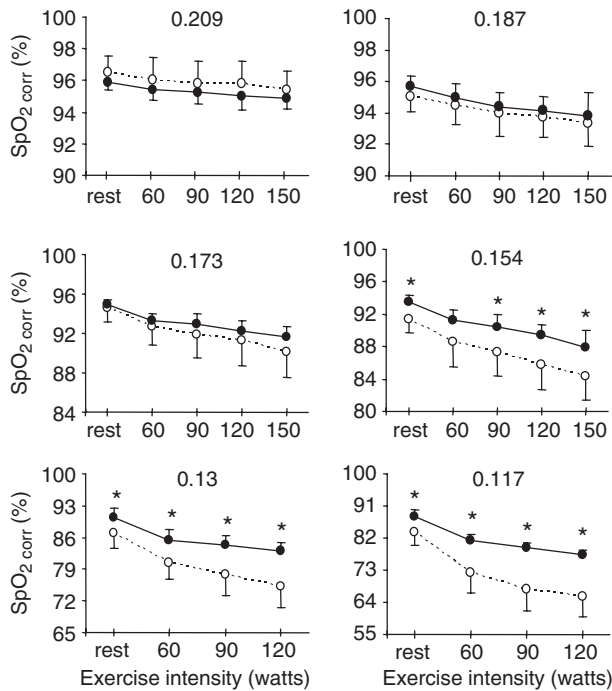 0.209
SpO2 corr (%)
100
98
96
94
92
90
rest 60 90 120 150
0.187
100
98
96
94
92
90
rest 60 90 120 150
0.173
SpO2 corr (%)
100
96
92
88
84
rest 60 90 120 150
0.154
100
96
92
88
84
80
* * * *
rest 60 90 120 150
0.13
SpO2 corr (%)
100
93
86
79
72
65
* * * *
rest 60 90 120
Exercise intensity (watts)
0.117
100
91
82
73
64
55
* * * *
rest 60 90 120
Exercise intensity (watts)